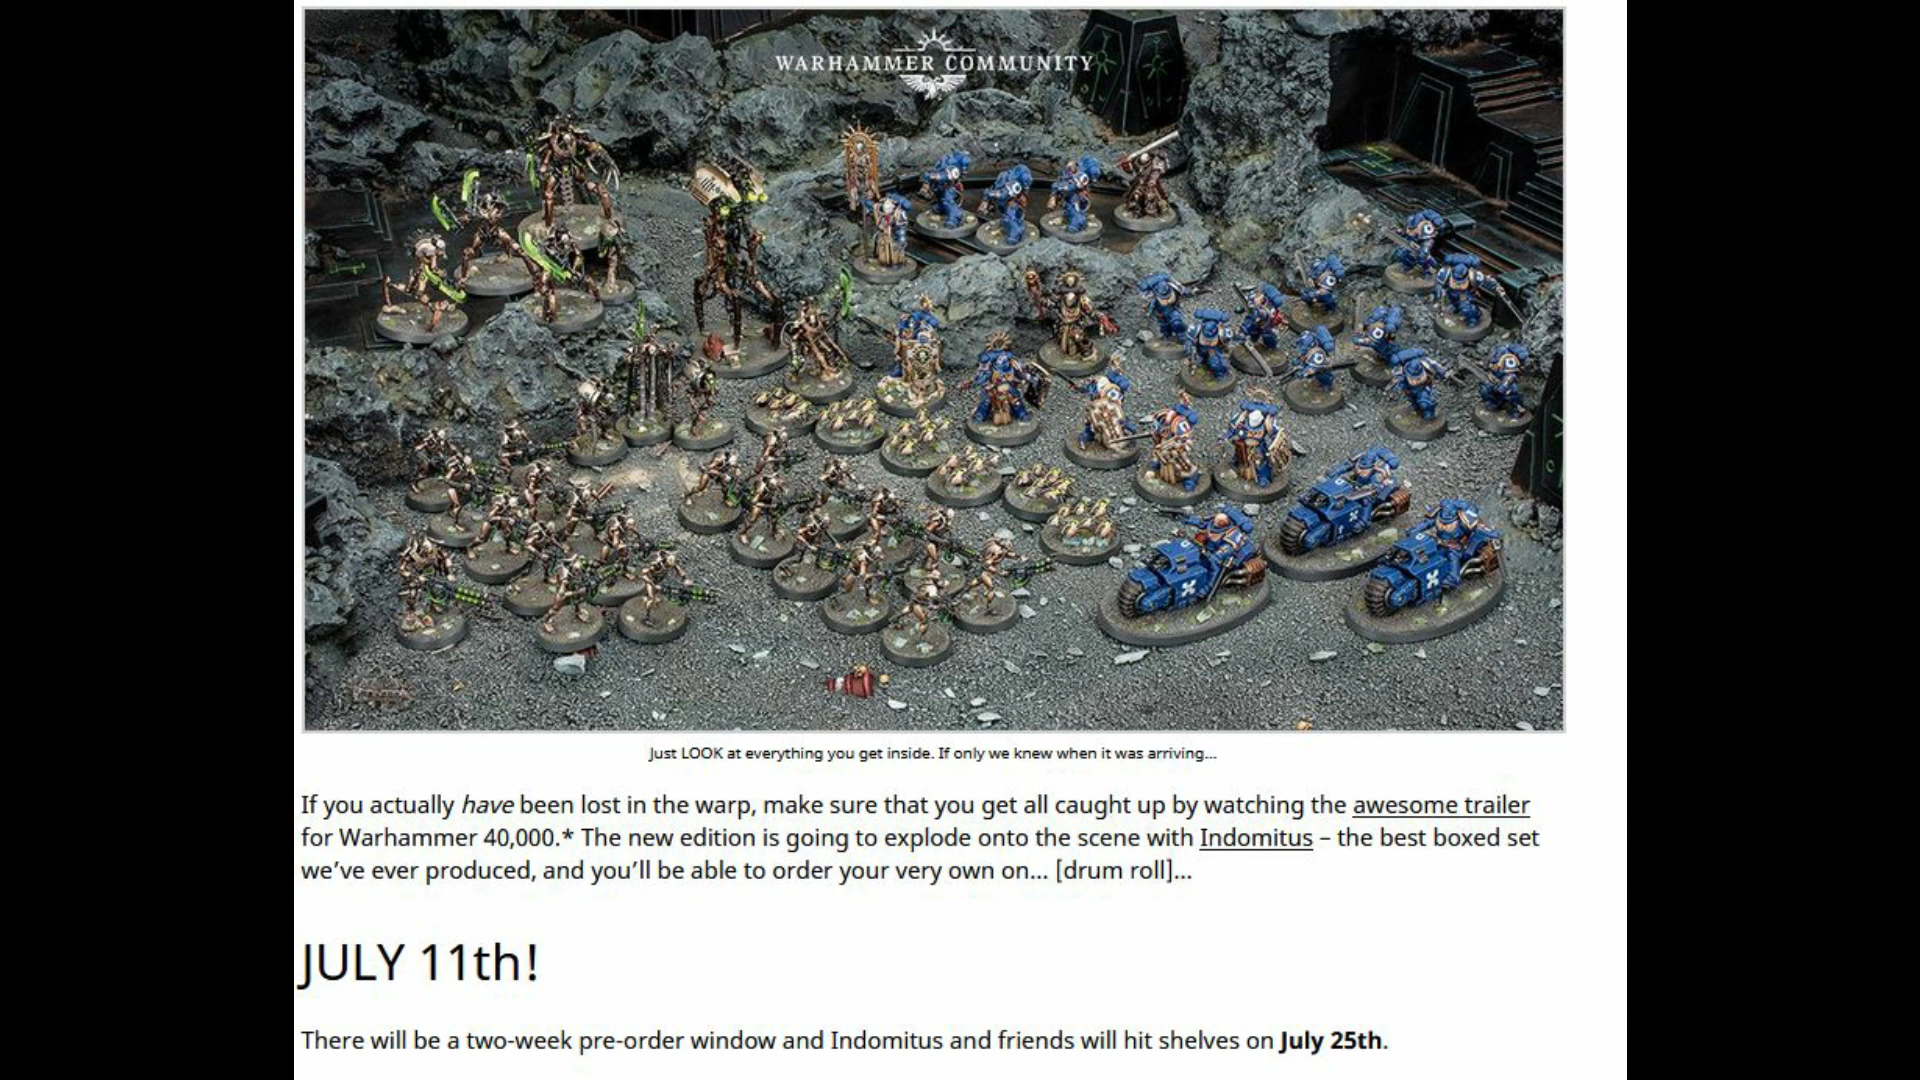 WARHAMMER COMMUNITY
Just LOOK at everything you get inside. If only we knew when it was arriving...
If you actually have been lost in the warp, make sure that you get all caught up by watching the awesome trailer
for Warhammer 40,000.* The new edition is going to explode onto the scene with Indomitus – the best boxed set
we’ve ever produced, and you’ll be able to order your very own on… [drum roll]…
JULY 11th!
There will be a two-week pre-order window and Indomitus and friends will hit shelves on July 25th.